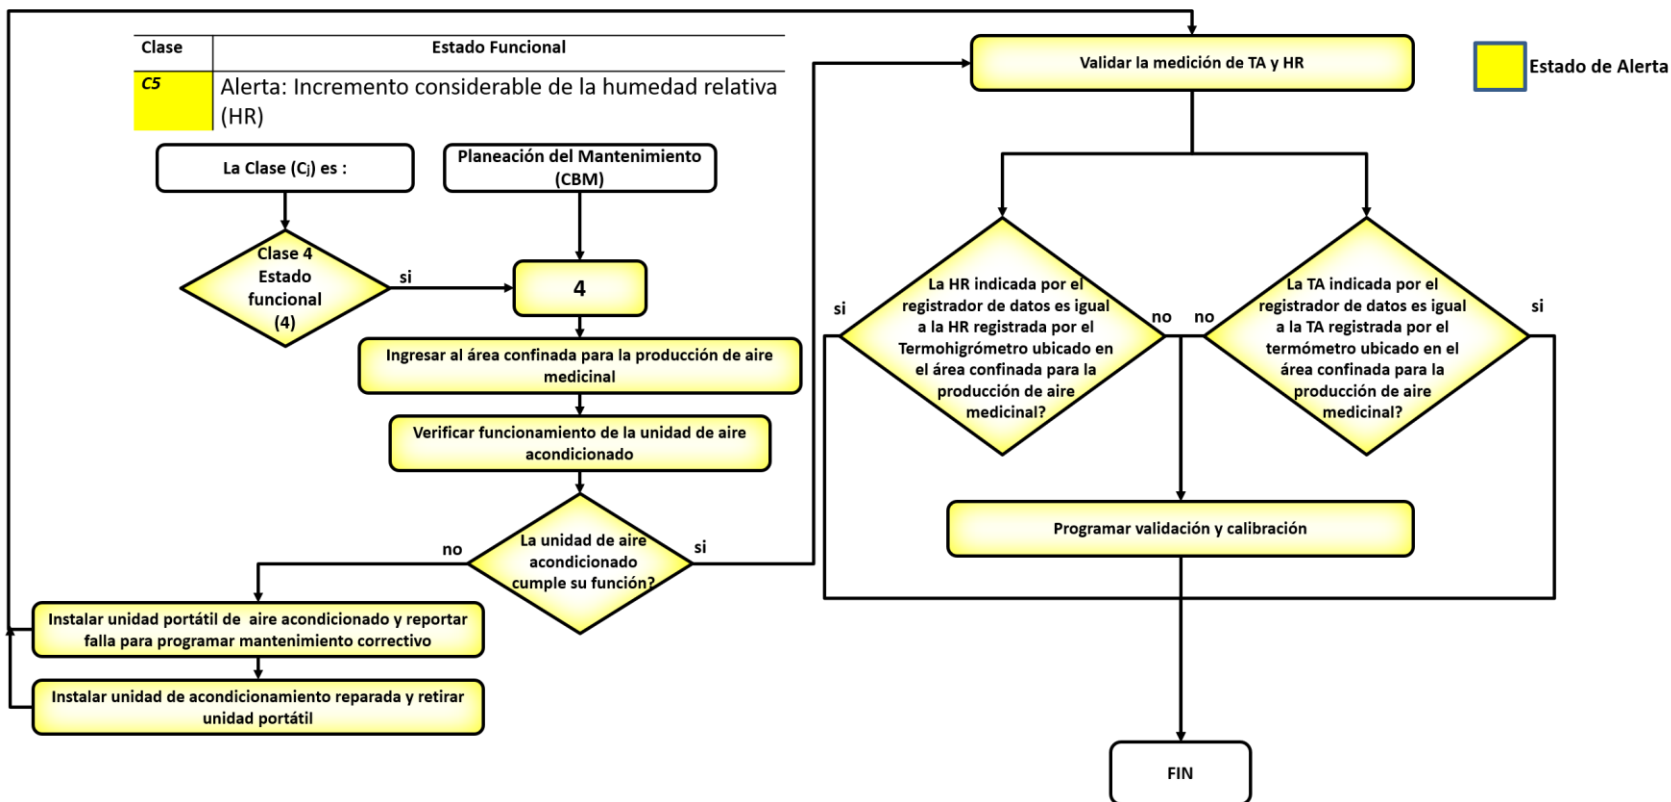 Clase Estado Funcional
C5 Alerta: Incremento considerable de la humedad relativa
(HR)
La Clase (Cj) es :
Planeación del Mantenimiento
(CBM)
Clase 4
Estado
funcional
(4)
si
4
Ingresar al área confinada para la producción de aire
medicinal
Verificar funcionamiento de la unidad de aire
acondicionado
La unidad de aire
acondicionado
cumple su función?
no
si
Instalar unidad portátil de aire acondicionado y reportar
falla para programar mantenimiento correctivo
Instalar unidad de acondicionamiento reparada y retirar
unidad portátil
Validar la medición de TA y HR
Estado de Alerta
si
La HR indicada por el
registrador de datos es igual
a la HR registrada por el
Termohigrómetro ubicado en
el área confinada para la
producción de aire
medicinal?
no
no
La TA indicada por el
registrador de datos es igual
a la TA registrada por el
termómetro ubicado en el
área confinada para la
producción de aire
medicinal?
si
Programar validación y calibración
FIN